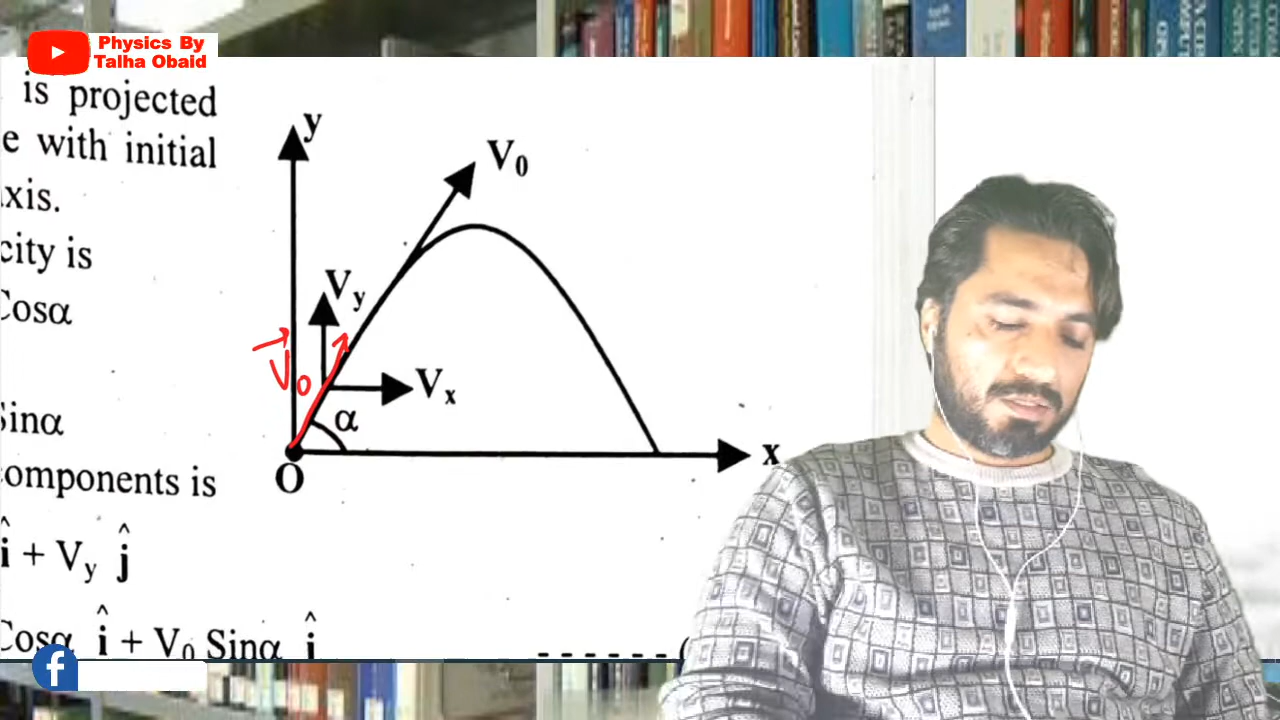 Physics By
Talha Obaid
is projected
e with initial
xis.
city is
Cosα
Sinα
omponents is
î + Vy ĵ
Cosα î + V₀ Sinα ĵ
- - - - - - - (
y
V₀
Vy
V⃗₀
Vx
α
O
x
f